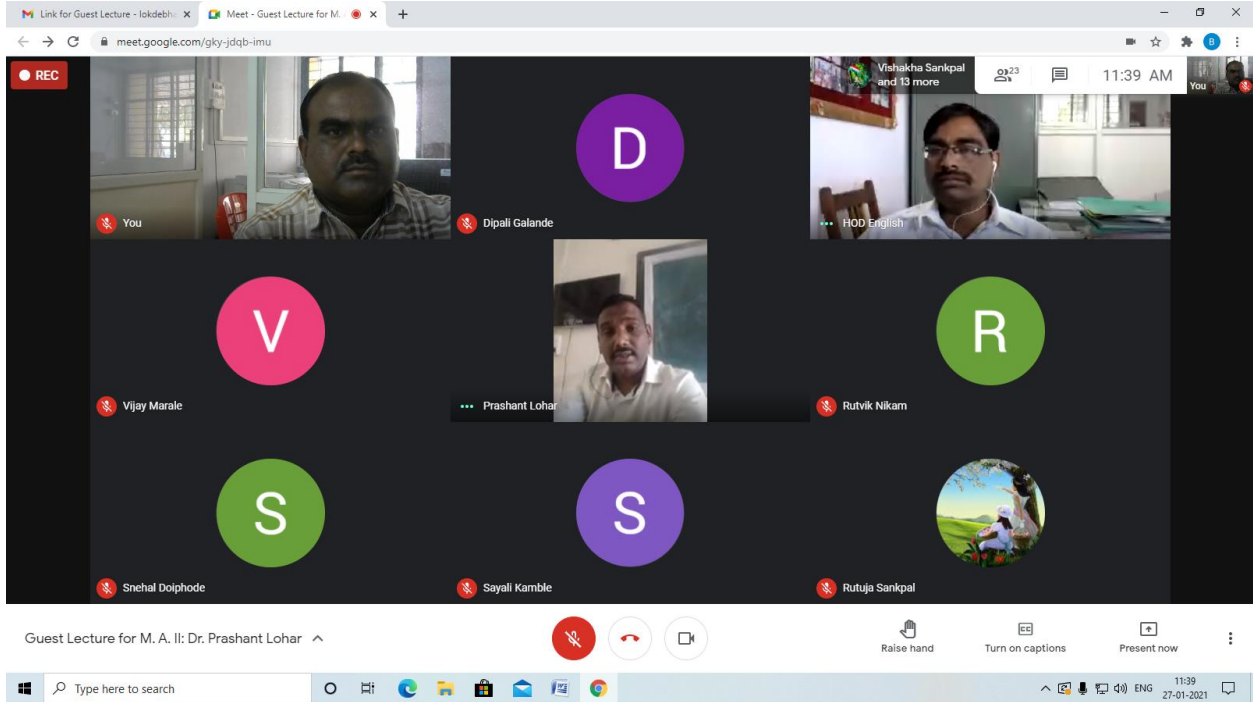 Link for Guest Lecture - lokdebh
Meet - Guest Lecture for M.
meet.google.com/gky-jdqb-imu
B
REC
Vishakha Sankpal
and 13 more
23
11:39 AM
You
You
D
Dipali Galande
HOD English
V
Vijay Marale
Prashant Lohar
R
Rutvik Nikam
S
Snehal Doiphode
S
Sayali Kamble
Rutuja Sankpal
Guest Lecture for M. A. II: Dr. Prashant Lohar
Raise hand
CC
Turn on captions
Present now
Type here to search
ENG
11:39
27-01-2021